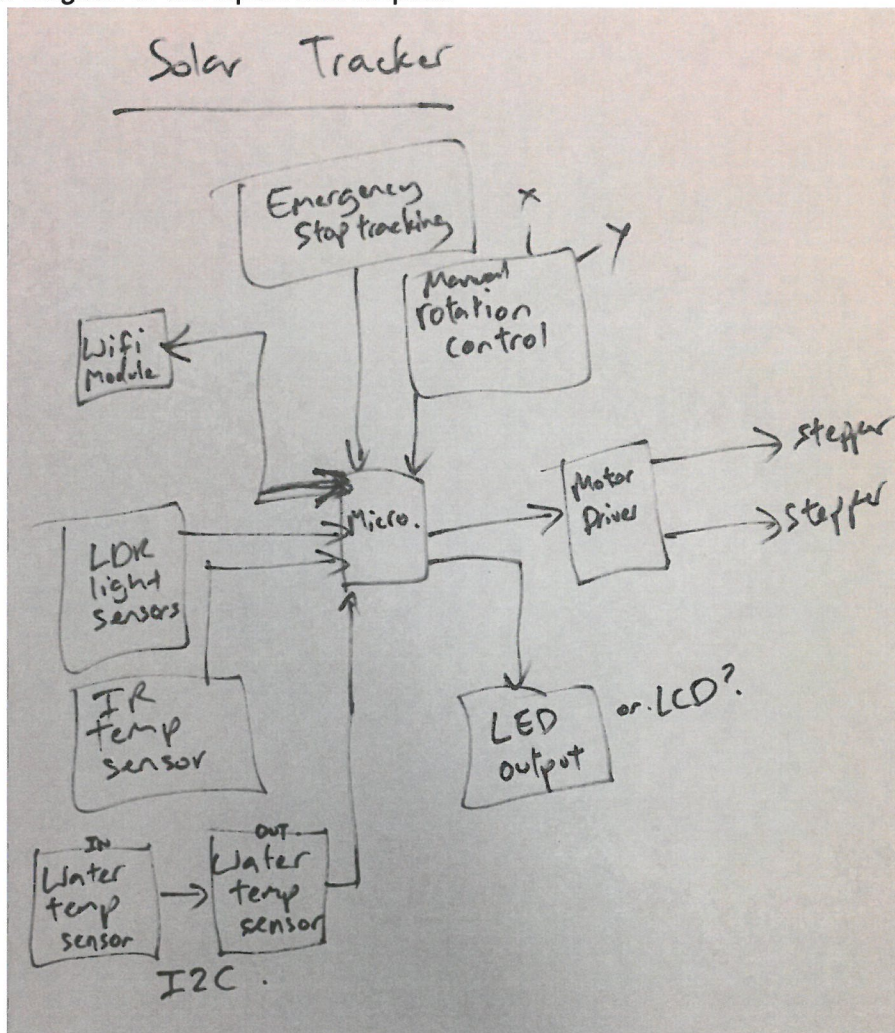 Solar Tracker
Emergency
Stop tracking
x
y
Manual
rotation
control
Wifi
Module
Micro.
Motor
Driver
stepper
stepper
LDR
light
sensors
IR
temp
sensor
LED
output
or LCD?
IN
Water
temp
sensor
OUT
Water
temp
sensor
I2C.